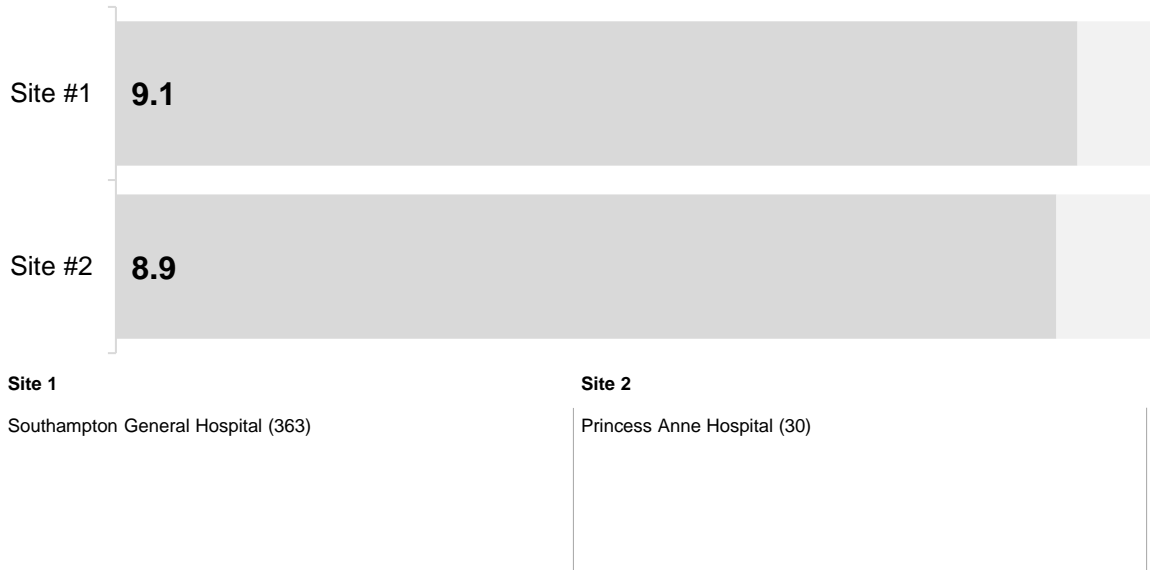 Site #1
9.1
Site #2
8.9
Site 1
Site 2
Southampton General Hospital (363)
Princess Anne Hospital (30)